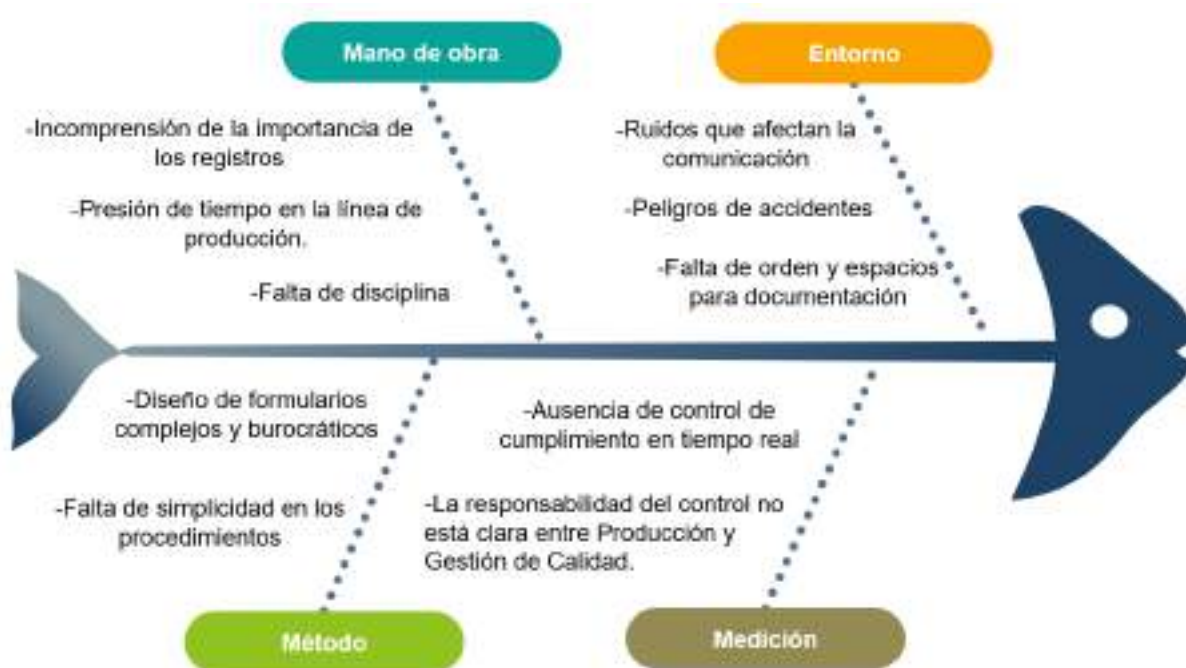 Mano de obra
-Incomprensión de la importancia de
los registros
-Presión de tiempo en la línea de
producción.
-Falta de disciplina
Entorno
-Ruidos que afectan la
comunicación
-Peligros de accidentes
-Falta de orden y espacios
para documentación
-Diseño de formularios
complejos y burocráticos
-Falta de simplicidad en los
procedimientos
Método
-Ausencia de control de
cumplimiento en tiempo real
-La responsabilidad del control no
está clara entre Producción y
Gestión de Calidad.
Medición